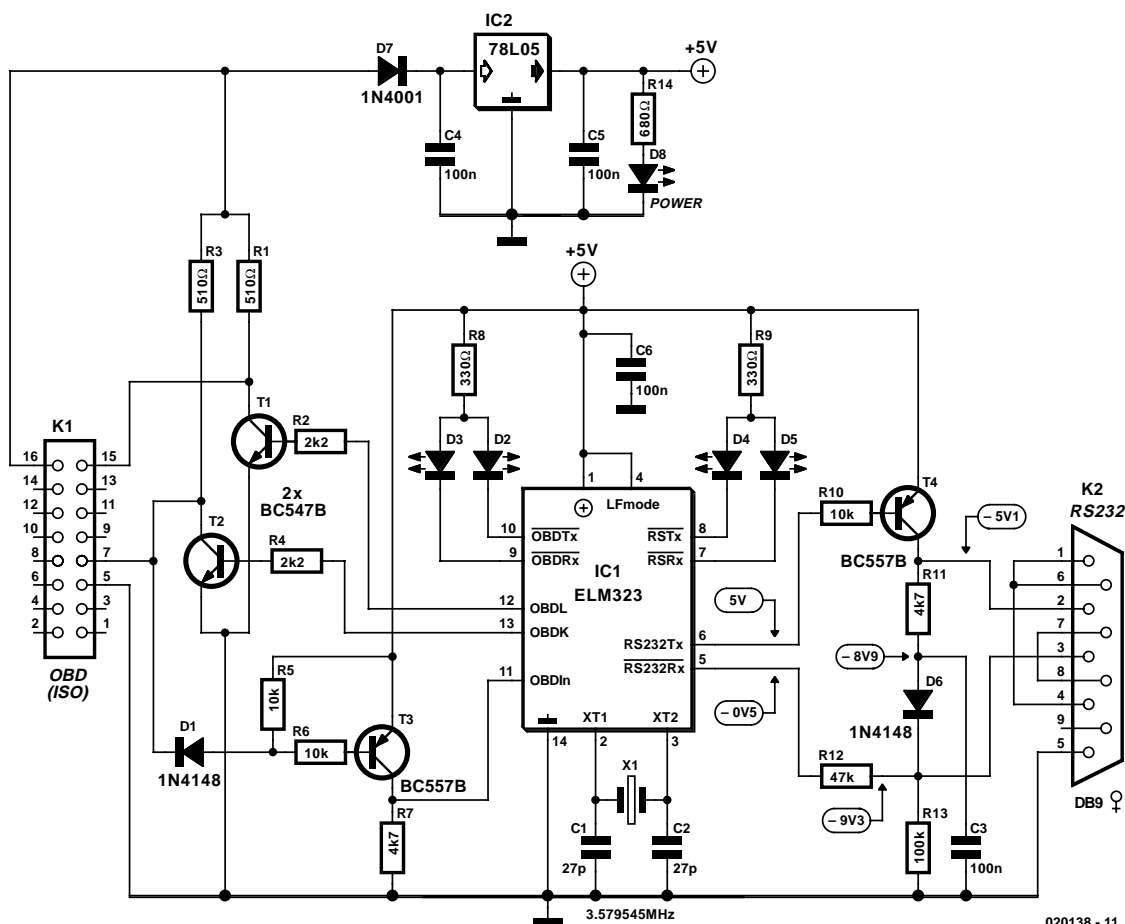 IC2
D7
78L05
+5V
1N4001
R14
680Ω
C4
100n
C5
100n
D8
POWER
+5V
R3
510Ω
R1
510Ω
R8
330Ω
C6
100n
R9
330Ω
K1
T1
R2
2k2
D3
D2
D4
D5
T4
K2
RS232
16
15
14
13
12
11
10
9
8
7
6
5
4
3
2
1
OBD
(ISO)
2x
BC547B
T2
R4
2k2
1
4
LFmode
R10
10k
– 5V1
BC557B
10
OBDTx
9
OBDRx
RSTx
8
RSRx
7
IC1
ELM323
12
OBDL
13
OBDK
11
OBDIn
RS232Tx
6
RS232Rx
5
XT1
XT2
14
2
3
5V
– 0V5
R11
4k7
– 8V9
D6
1N4148
1
6
2
7
3
8
4
9
5
DB9 ♀
R5
10k
D1
1N4148
R6
10k
T3
BC557B
R7
4k7
X1
C1
27p
C2
27p
R12
47k
– 9V3
R13
100k
C3
100n
3.579545MHz
020138 - 11